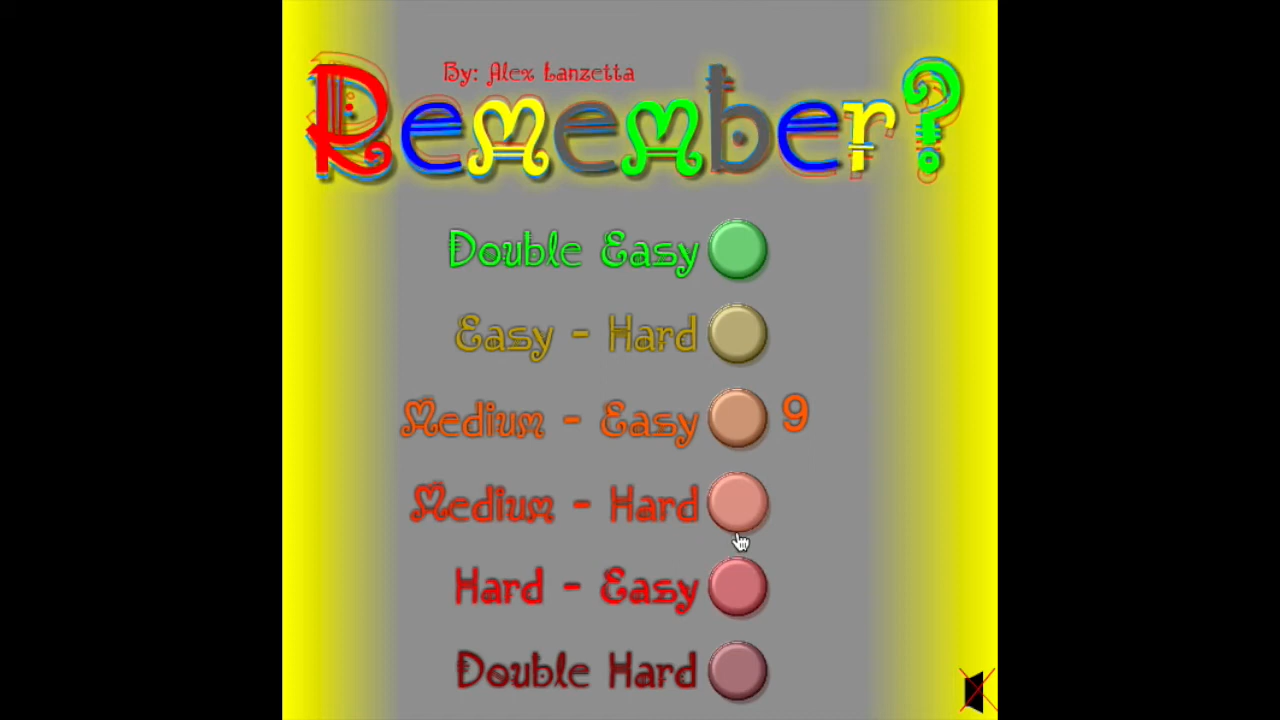 By: Alex Lanzetta
Remember?
Double Easy
Easy - Hard
Medium - Easy 9
Medium - Hard
Hard - Easy
Double Hard